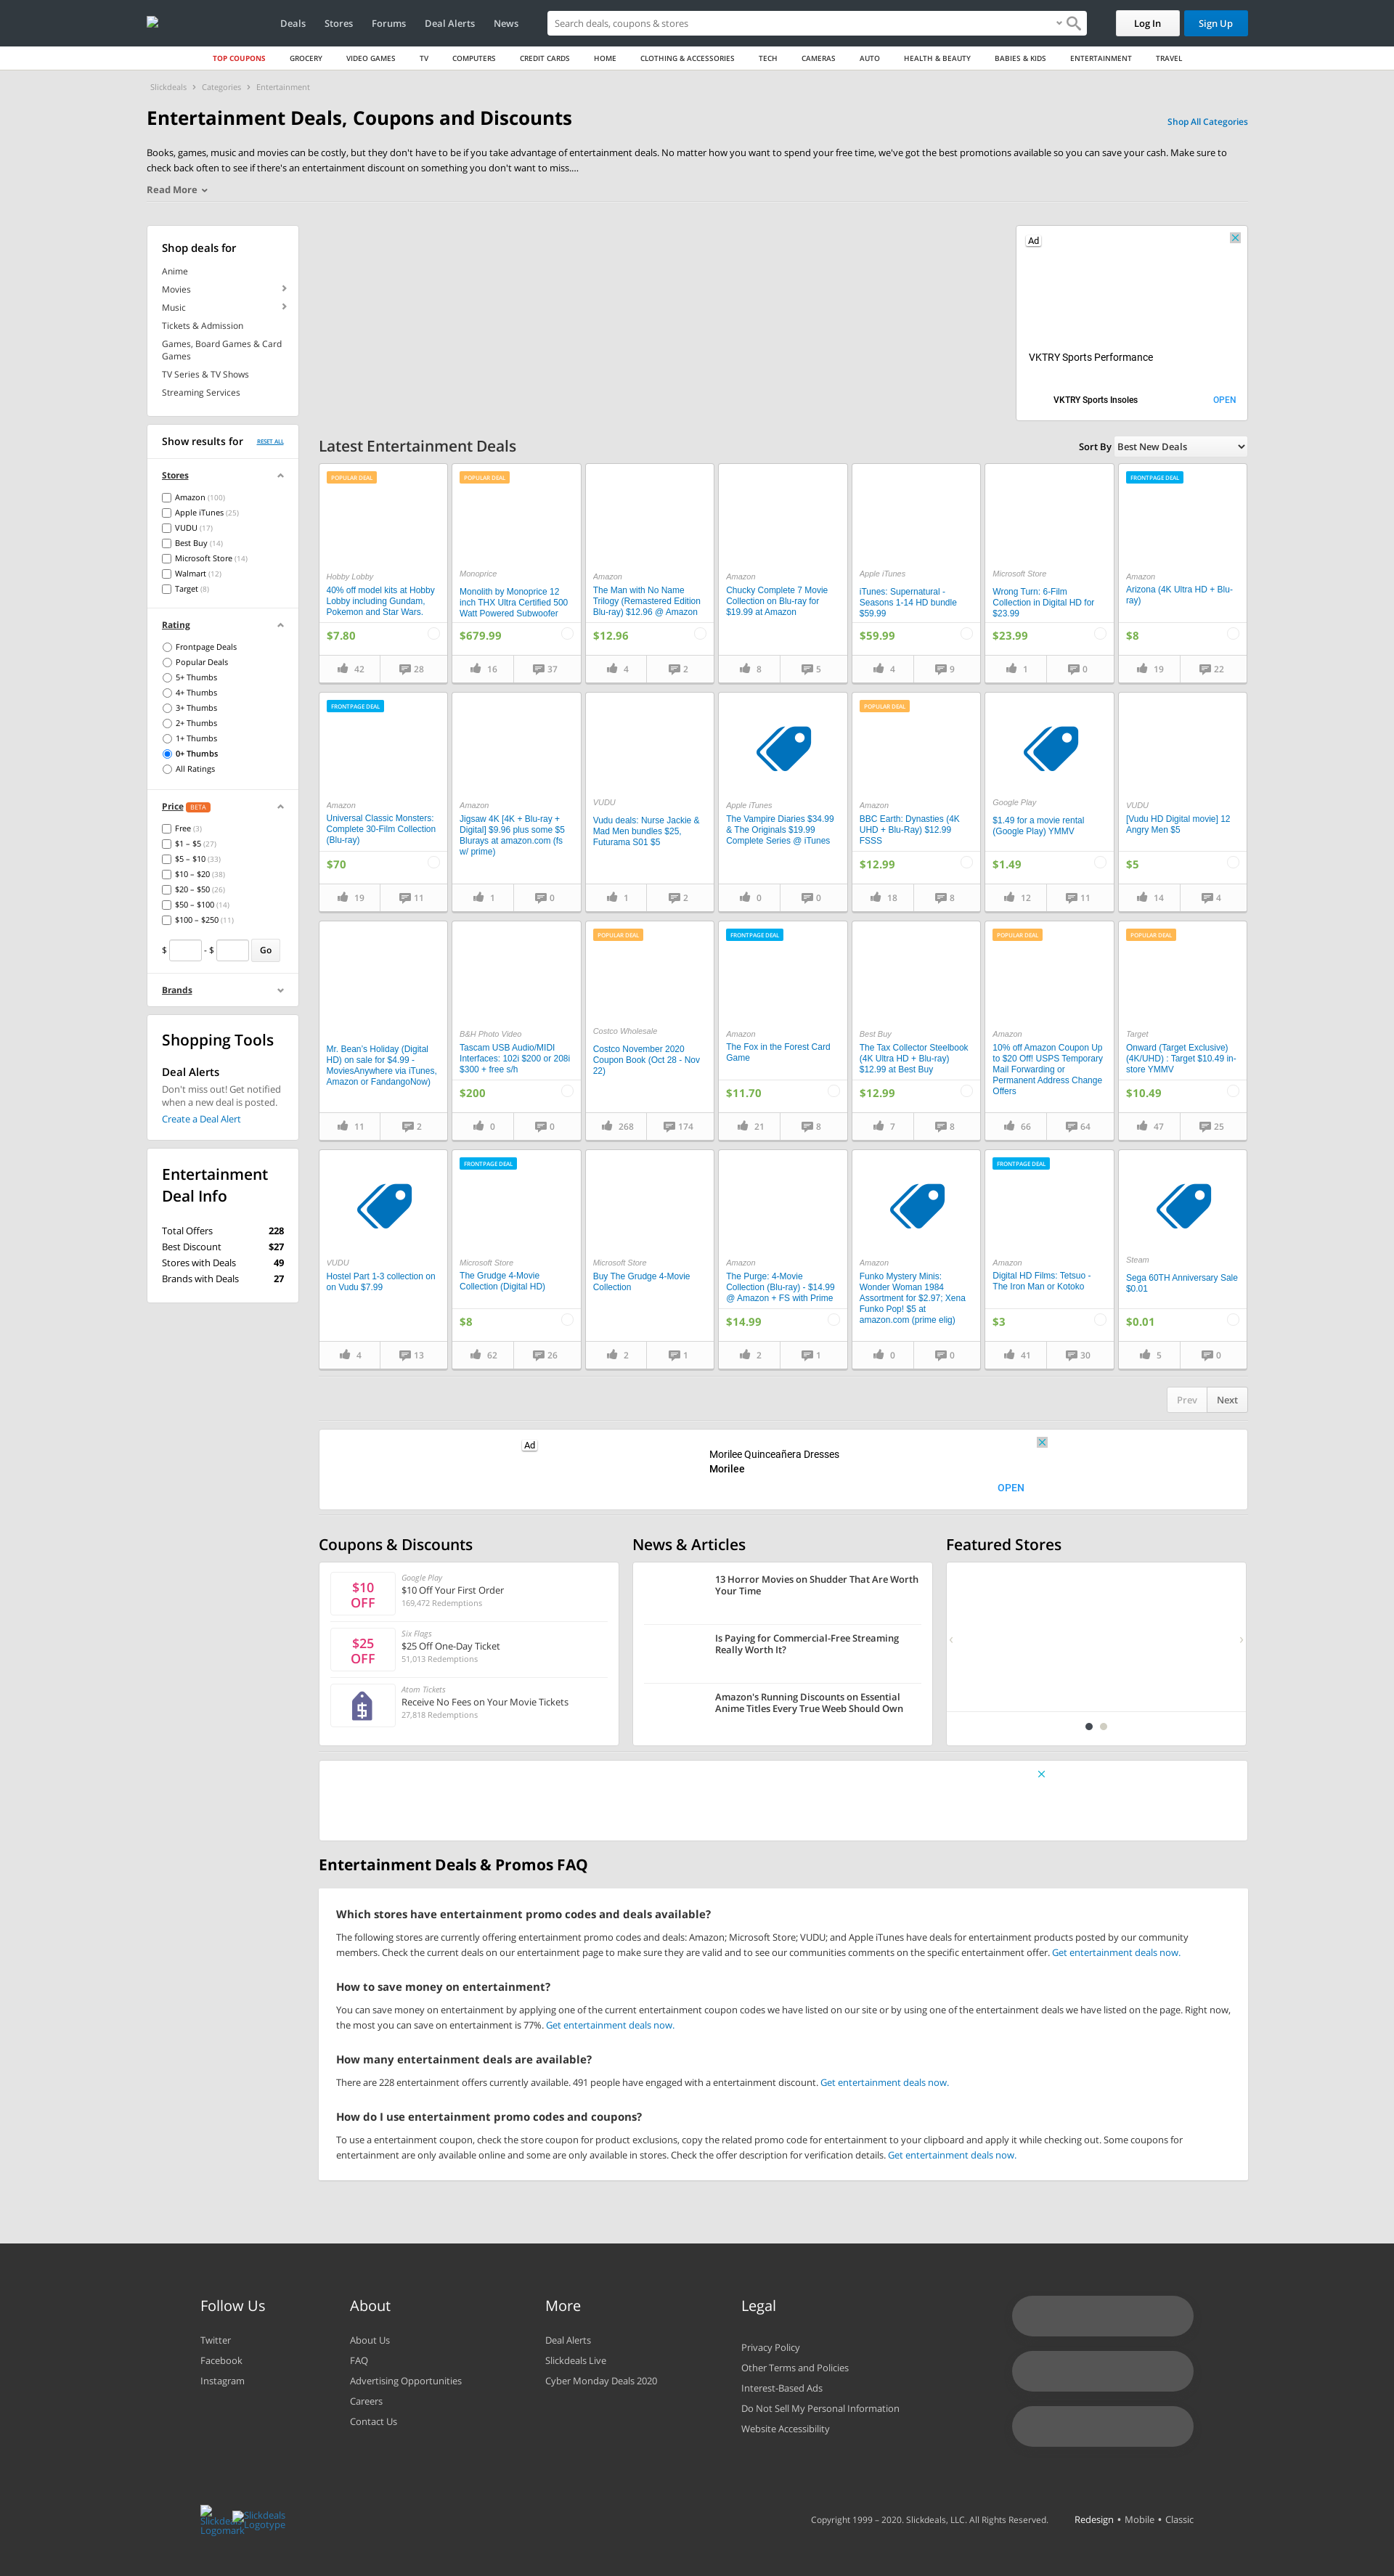 Deals Stores Forums Deal Alerts News
Search deals, coupons & stores
Log In Sign Up
TOP COUPONS GROCERY VIDEO GAMES TV COMPUTERS CREDIT CARDS HOME CLOTHING & ACCESSORIES TECH CAMERAS AUTO HEALTH & BEAUTY BABIES & KIDS ENTERTAINMENT TRAVEL
Slickdeals › Categories › Entertainment
Entertainment Deals, Coupons and Discounts
Shop All Categories
Books, games, music and movies can be costly, but they don't have to be if you take advantage of entertainment deals. No matter how you want to spend your free time, we've got the best promotions available so you can save your cash. Make sure to
check back often to see if there's an entertainment discount on something you don't want to miss....
Read More
Shop deals for
Anime
Movies
Music
Tickets & Admission
Games, Board Games & Card
Games
TV Series & TV Shows
Streaming Services
Ad
VKTRY Sports Performance
VKTRY Sports Insoles OPEN
Show results for RESET ALL
Stores
Amazon (100)
Apple iTunes (25)
VUDU (17)
Best Buy (14)
Microsoft Store (14)
Walmart (12)
Target (8)
Rating
Frontpage Deals
Popular Deals
5+ Thumbs
4+ Thumbs
3+ Thumbs
2+ Thumbs
1+ Thumbs
0+ Thumbs
All Ratings
Price BETA
Free (3)
$1 – $5 (27)
$5 – $10 (33)
$10 – $20 (38)
$20 – $50 (26)
$50 – $100 (14)
$100 – $250 (11)
$ - $ Go
Brands
Shopping Tools
Deal Alerts
Don't miss out! Get notified
when a new deal is posted.
Create a Deal Alert
Entertainment
Deal Info
Total Offers 228
Best Discount $27
Stores with Deals 49
Brands with Deals 27
Latest Entertainment Deals
Sort By Best New Deals
POPULAR DEAL
Hobby Lobby
40% off model kits at Hobby
Lobby including Gundam,
Pokemon and Star Wars.
$7.80
42 28
POPULAR DEAL
Monoprice
Monolith by Monoprice 12
inch THX Ultra Certified 500
Watt Powered Subwoofer
$679.99
16 37
Amazon
The Man with No Name
Trilogy (Remastered Edition
Blu-ray) $12.96 @ Amazon
$12.96
4 2
Amazon
Chucky Complete 7 Movie
Collection on Blu-ray for
$19.99 at Amazon
8 5
Apple iTunes
iTunes: Supernatural -
Seasons 1-14 HD bundle
$59.99
$59.99
4 9
Microsoft Store
Wrong Turn: 6-Film
Collection in Digital HD for
$23.99
$23.99
1 0
FRONTPAGE DEAL
Amazon
Arizona (4K Ultra HD + Blu-
ray)
$8
19 22
FRONTPAGE DEAL
Amazon
Universal Classic Monsters:
Complete 30-Film Collection
(Blu-ray)
$70
19 11
Amazon
Jigsaw 4K [4K + Blu-ray +
Digital] $9.96 plus some $5
Blurays at amazon.com (fs
w/ prime)
1 0
VUDU
Vudu deals: Nurse Jackie &
Mad Men bundles $25,
Futurama S01 $5
1 2
Apple iTunes
The Vampire Diaries $34.99
& The Originals $19.99
Complete Series @ iTunes
0 0
POPULAR DEAL
Amazon
BBC Earth: Dynasties (4K
UHD + Blu-Ray) $12.99
FSSS
$12.99
18 8
Google Play
$1.49 for a movie rental
(Google Play) YMMV
$1.49
12 11
VUDU
[Vudu HD Digital movie] 12
Angry Men $5
$5
14 4
Mr. Bean's Holiday (Digital
HD) on sale for $4.99 -
MoviesAnywhere via iTunes,
Amazon or FandangoNow)
11 2
B&H Photo Video
Tascam USB Audio/MIDI
Interfaces: 102i $200 or 208i
$300 + free s/h
$200
0 0
POPULAR DEAL
Costco Wholesale
Costco November 2020
Coupon Book (Oct 28 - Nov
22)
268 174
FRONTPAGE DEAL
Amazon
The Fox in the Forest Card
Game
$11.70
21 8
Best Buy
The Tax Collector Steelbook
(4K Ultra HD + Blu-ray)
$12.99 at Best Buy
$12.99
7 8
POPULAR DEAL
Amazon
10% off Amazon Coupon Up
to $20 Off! USPS Temporary
Mail Forwarding or
Permanent Address Change
Offers
66 64
POPULAR DEAL
Target
Onward (Target Exclusive)
(4K/UHD) : Target $10.49 in-
store YMMV
$10.49
47 25
VUDU
Hostel Part 1-3 collection on
on Vudu $7.99
4 13
FRONTPAGE DEAL
Microsoft Store
The Grudge 4-Movie
Collection (Digital HD)
$8
62 26
Microsoft Store
Buy The Grudge 4-Movie
Collection
2 1
Amazon
The Purge: 4-Movie
Collection (Blu-ray) - $14.99
@ Amazon + FS with Prime
$14.99
2 1
Amazon
Funko Mystery Minis:
Wonder Woman 1984
Assortment for $2.97; Xena
Funko Pop! $5 at
amazon.com (prime elig)
0 0
FRONTPAGE DEAL
Amazon
Digital HD Films: Tetsuo -
The Iron Man or Kotoko
$3
41 30
Steam
Sega 60TH Anniversary Sale
$0.01
$0.01
5 0
Prev Next
Ad
Morilee Quinceañera Dresses
Morilee
OPEN
Coupons & Discounts
$10
OFF
Google Play
$10 Off Your First Order
169,472 Redemptions
$25
OFF
Six Flags
$25 Off One-Day Ticket
51,013 Redemptions
Atom Tickets
Receive No Fees on Your Movie Tickets
27,818 Redemptions
News & Articles
13 Horror Movies on Shudder That Are Worth
Your Time
Is Paying for Commercial-Free Streaming
Really Worth It?
Amazon's Running Discounts on Essential
Anime Titles Every True Weeb Should Own
Featured Stores
Entertainment Deals & Promos FAQ
Which stores have entertainment promo codes and deals available?
The following stores are currently offering entertainment promo codes and deals: Amazon; Microsoft Store; VUDU; and Apple iTunes have deals for entertainment products posted by our community
members. Check the current deals on our entertainment page to make sure they are valid and to see our communities comments on the specific entertainment offer. Get entertainment deals now.
How to save money on entertainment?
You can save money on entertainment by applying one of the current entertainment coupon codes we have listed on our site or by using one of the entertainment deals we have listed on the page. Right now,
the most you can save on entertainment is 77%. Get entertainment deals now.
How many entertainment deals are available?
There are 228 entertainment offers currently available. 491 people have engaged with a entertainment discount. Get entertainment deals now.
How do I use entertainment promo codes and coupons?
To use a entertainment coupon, check the store coupon for product exclusions, copy the related promo code for entertainment to your clipboard and apply it while checking out. Some coupons for
entertainment are only available online and some are only available in stores. Check the offer description for verification details. Get entertainment deals now.
Follow Us
Twitter
Facebook
Instagram
About
About Us
FAQ
Advertising Opportunities
Careers
Contact Us
More
Deal Alerts
Slickdeals Live
Cyber Monday Deals 2020
Legal
Privacy Policy
Other Terms and Policies
Interest-Based Ads
Do Not Sell My Personal Information
Website Accessibility
Slickdeals
Logomark
Slickdeals
Logotype
Copyright 1999 – 2020. Slickdeals, LLC. All Rights Reserved.
Redesign • Mobile • Classic